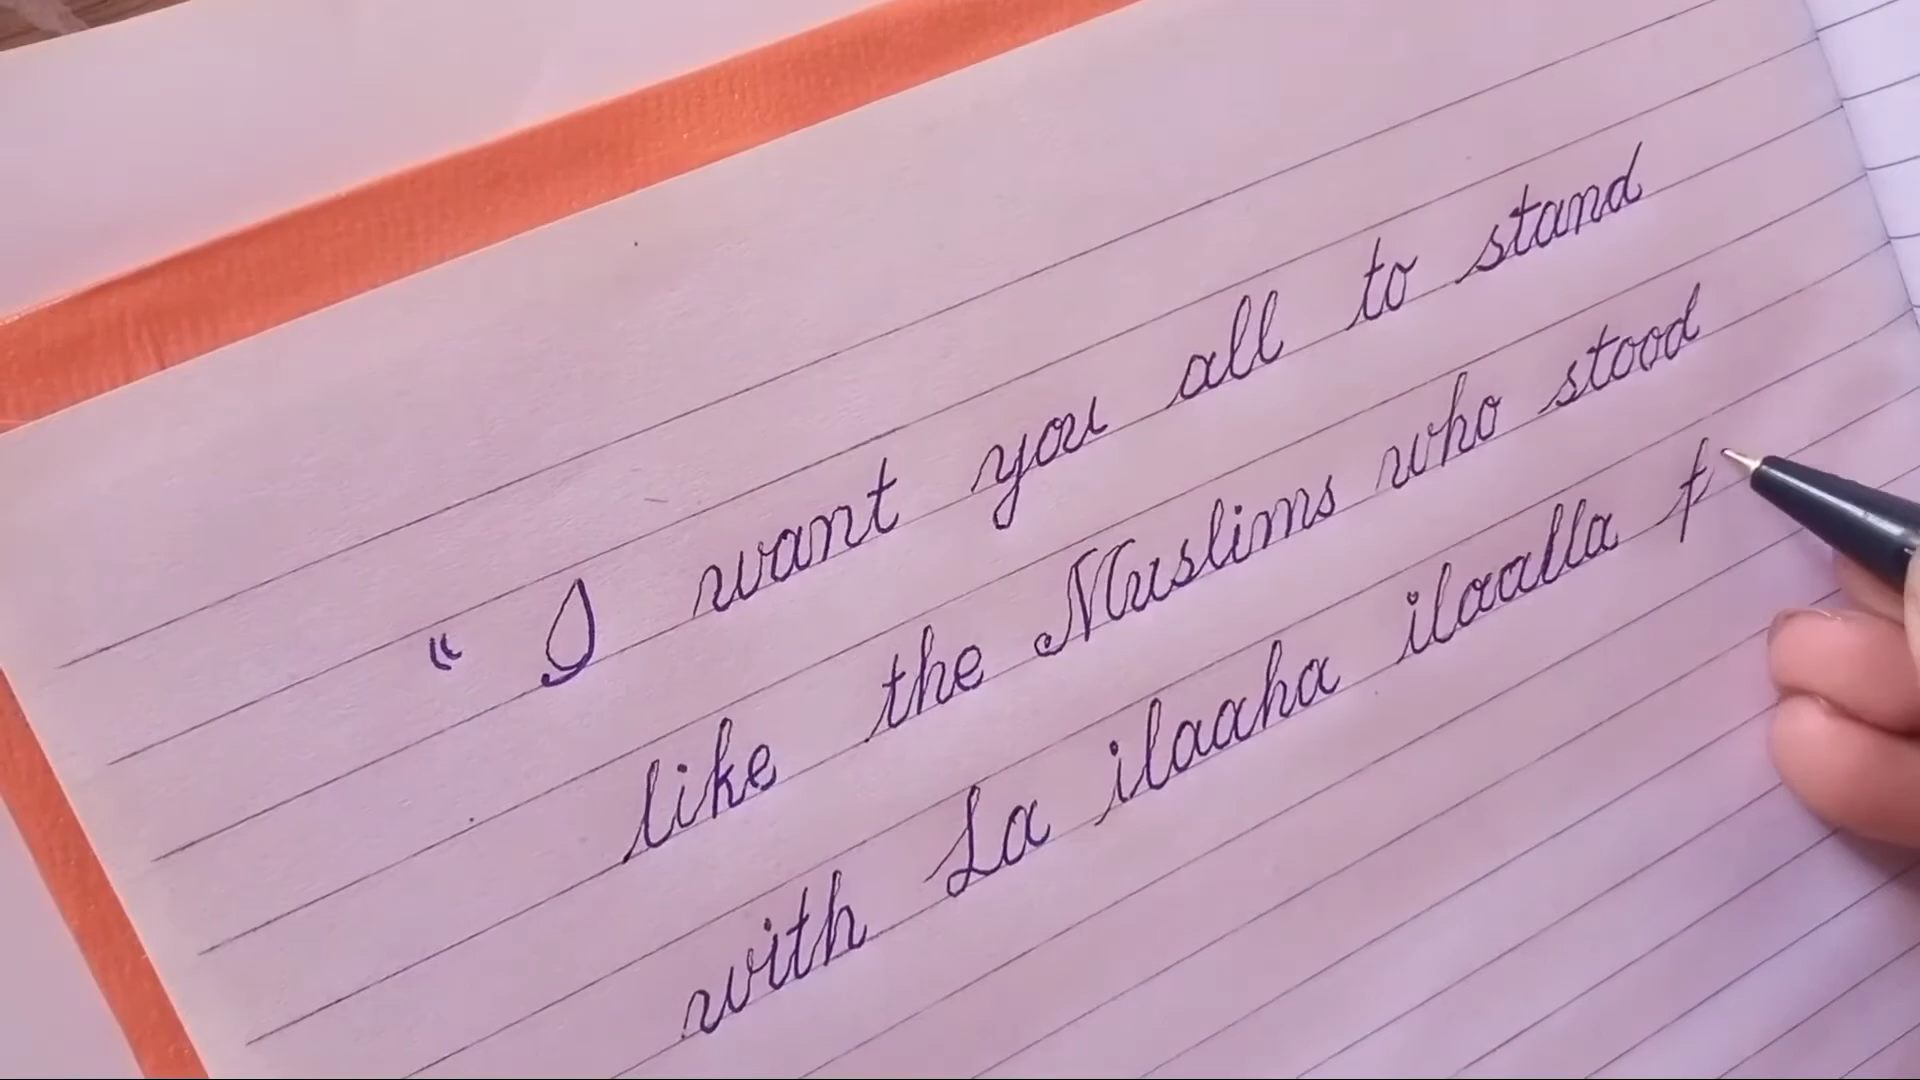 “ I want you all to stand
like the Muslims who stood
with La ilaaha ilaalla